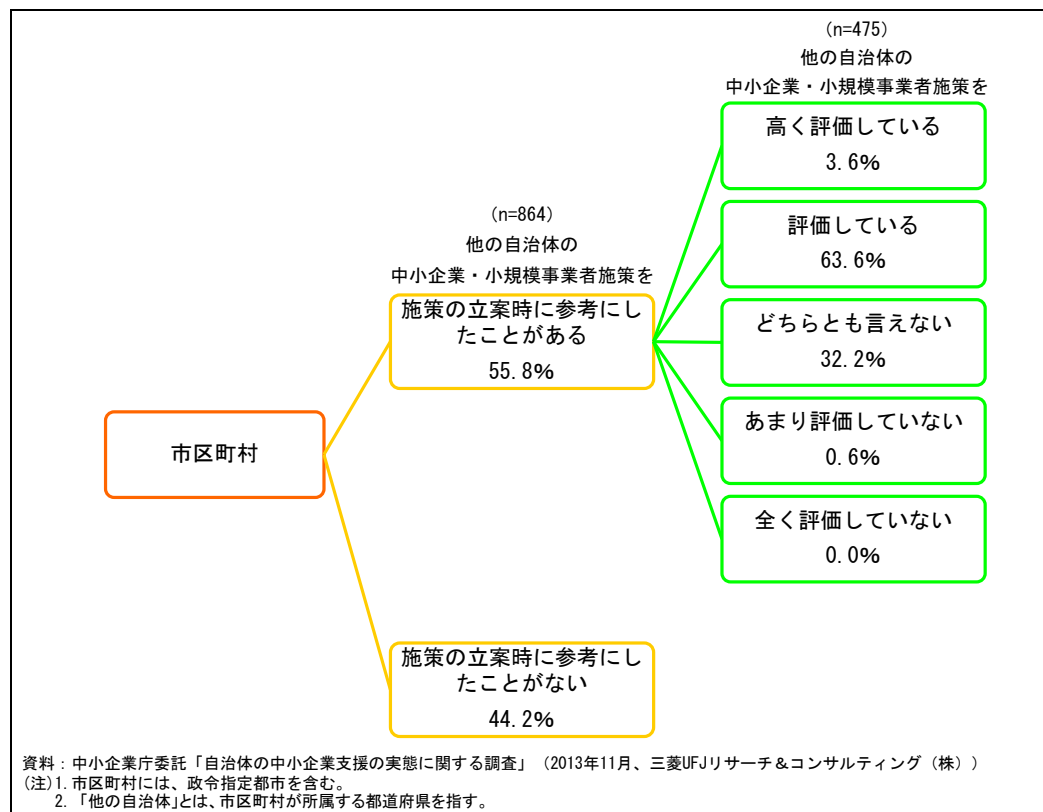 (n=475)
他の自治体の
中小企業・小規模事業者施策を
高く評価している
3.6%
(n=864)
他の自治体の
中小企業・小規模事業者施策を
評価している
63.6%
施策の立案時に参考にし
たことがある
55.8%
どちらとも言えない
32.2%
あまり評価していない
0.6%
市区町村
全く評価していない
0.0%
施策の立案時に参考にし
たことがない
44.2%
資料：中小企業庁委託「自治体の中小企業支援の実態に関する調査」（2013年11月、三菱UFJリサーチ＆コンサルティング（株））
(注)1. 市区町村には、政令指定都市を含む。
2. 「他の自治体」とは、市区町村が所属する都道府県を指す。